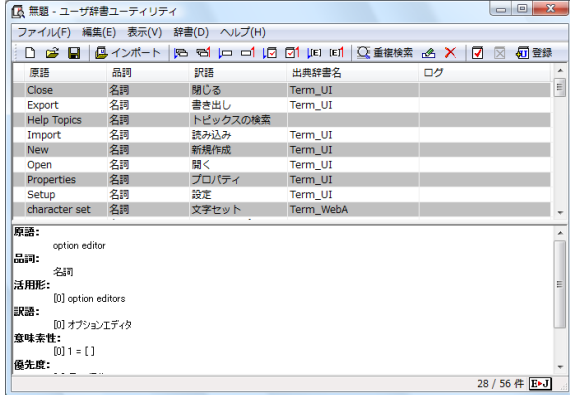 無題 - ユーザ辞書ユーティリティ
ファイル(F) 編集(E) 表示(V) 辞書(D) ヘルプ(H)
インポート 重複検索 登録
原語 品詞 訳語 出典辞書名 ログ
Close 名詞 閉じる Term_UI
Export 名詞 書き出し Term_UI
Help Topics 名詞 トピックスの検索
Import 名詞 読み込み Term_UI
New 名詞 新規作成 Term_UI
Open 名詞 開く Term_UI
Properties 名詞 プロパティ Term_UI
Setup 名詞 設定 Term_UI
character set 名詞 文字セット Term_WebA
原語:
option editor
品詞:
名詞
活用形:
[0] option editors
訳語:
[0] オプションエディタ
意味素性:
[0] 1 = [ ]
優先度:
28 / 56 件 E▸J